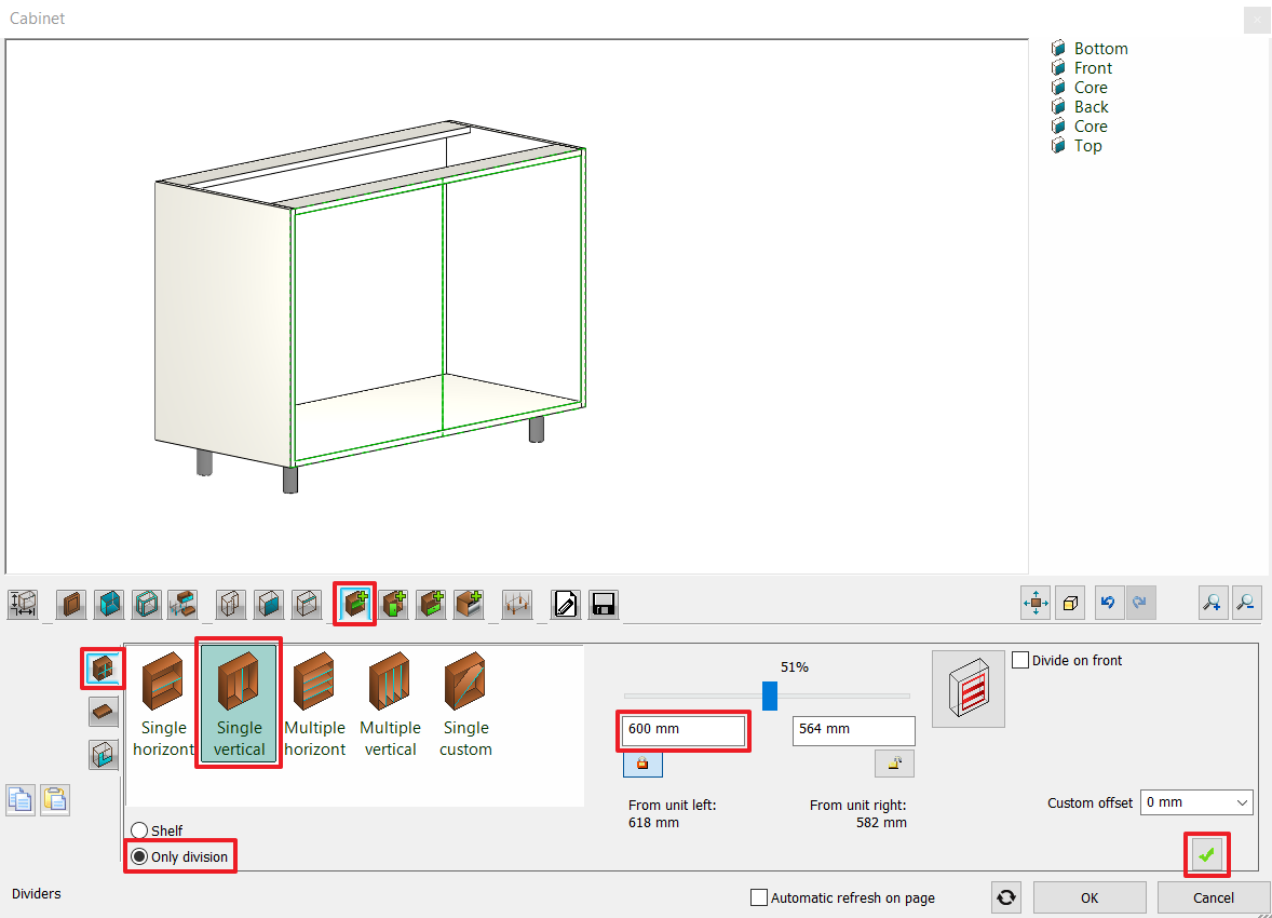 Cabinet
Bottom
Front
Core
Back
Core
Top
Single
horizont
Single
vertical
Multiple
horizont
Multiple
vertical
Single
custom
Shelf
Only division
51%
600 mm
564 mm
From unit left:
618 mm
From unit right:
582 mm
Divide on front
Custom offset
0 mm
Dividers
Automatic refresh on page
OK
Cancel